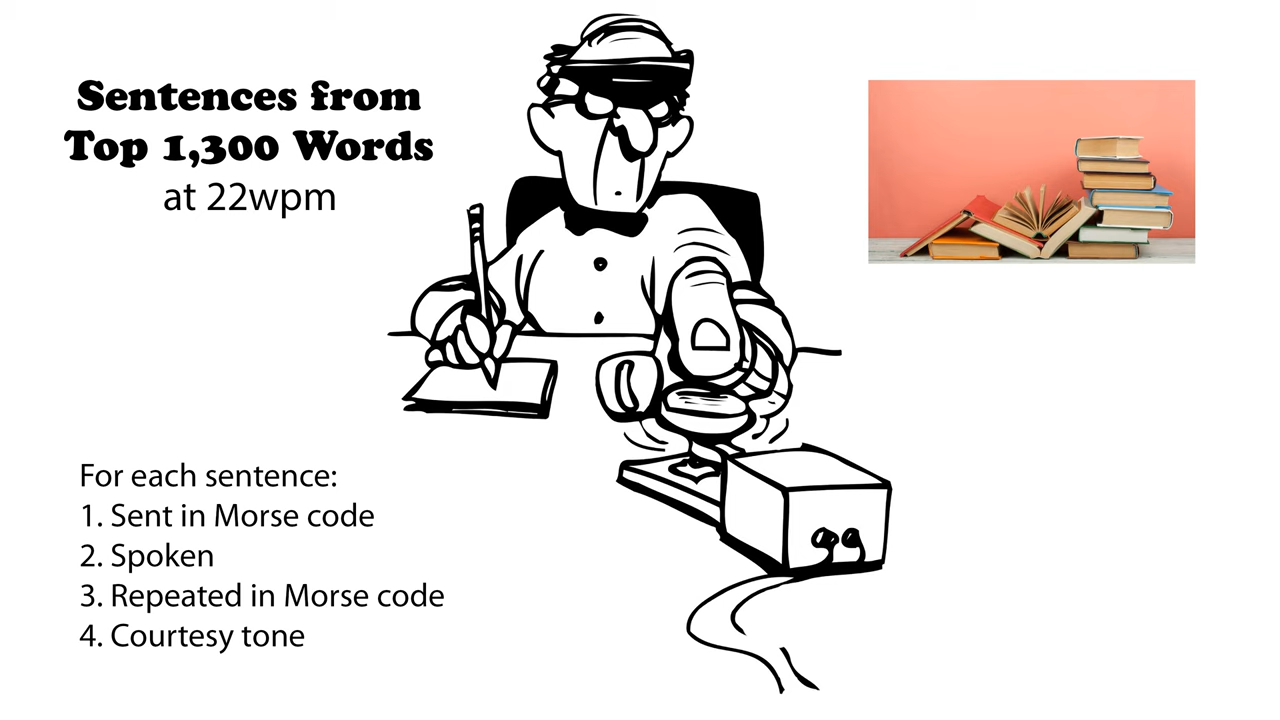 Sentences from
Top 1,300 Words
at 22wpm
For each sentence:
1. Sent in Morse code
2. Spoken
3. Repeated in Morse code
4. Courtesy tone